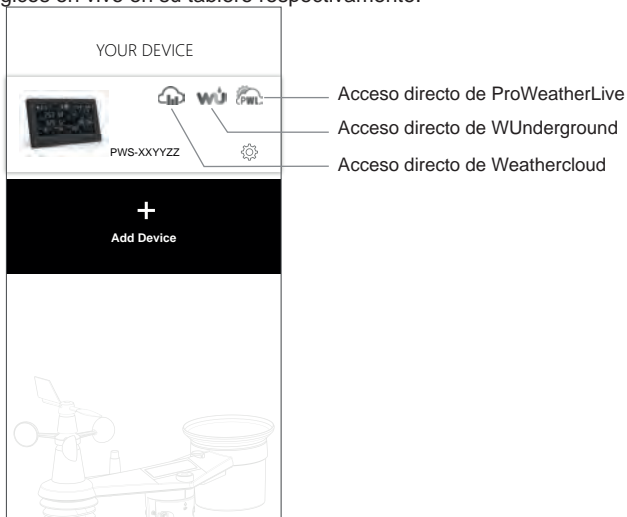 YOUR DEVICE
WU
PWL
Acceso directo de ProWeatherLive
Acceso directo de WUnderground
PWS-XXYYZZ
Acceso directo de Weathercloud
+
Add Device